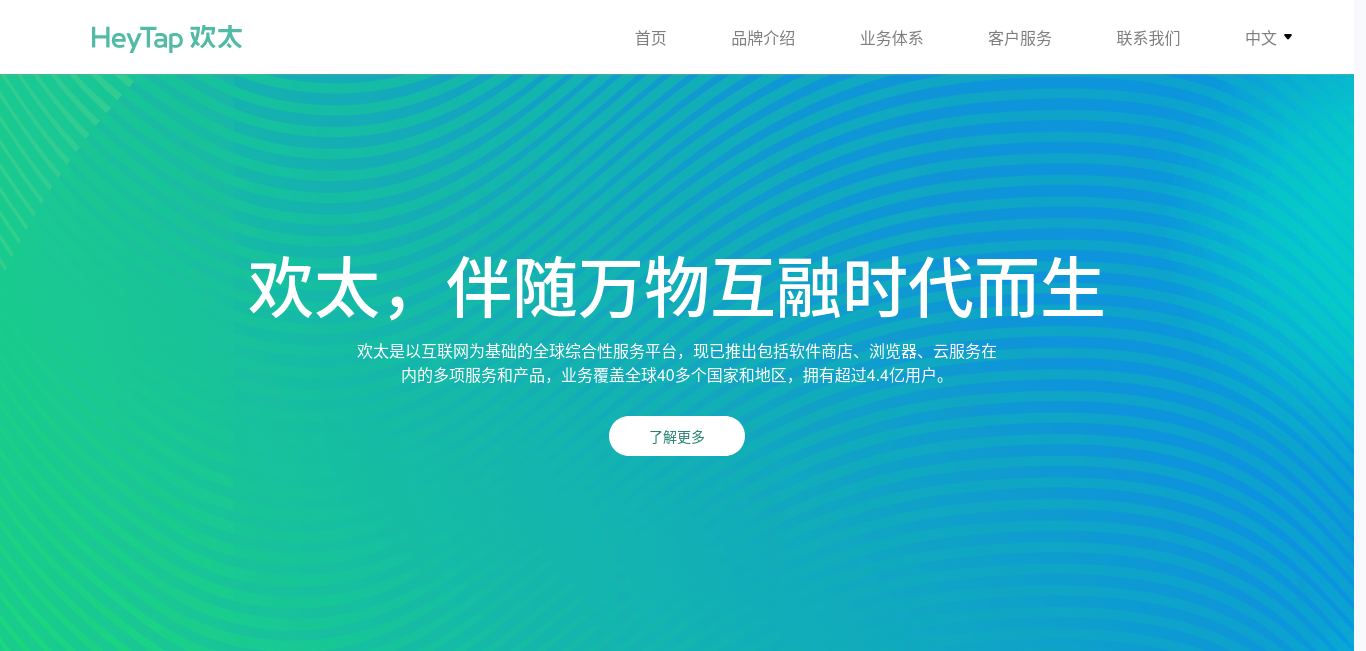 HeyTap 欢太
首页 品牌介绍 业务体系 客户服务 联系我们 中文
欢太，伴随万物互融时代而生
欢太是以互联网为基础的全球综合性服务平台，现已推出包括软件商店、浏览器、云服务在
内的多项服务和产品，业务覆盖全球40多个国家和地区，拥有超过4.4亿用户。
了解更多